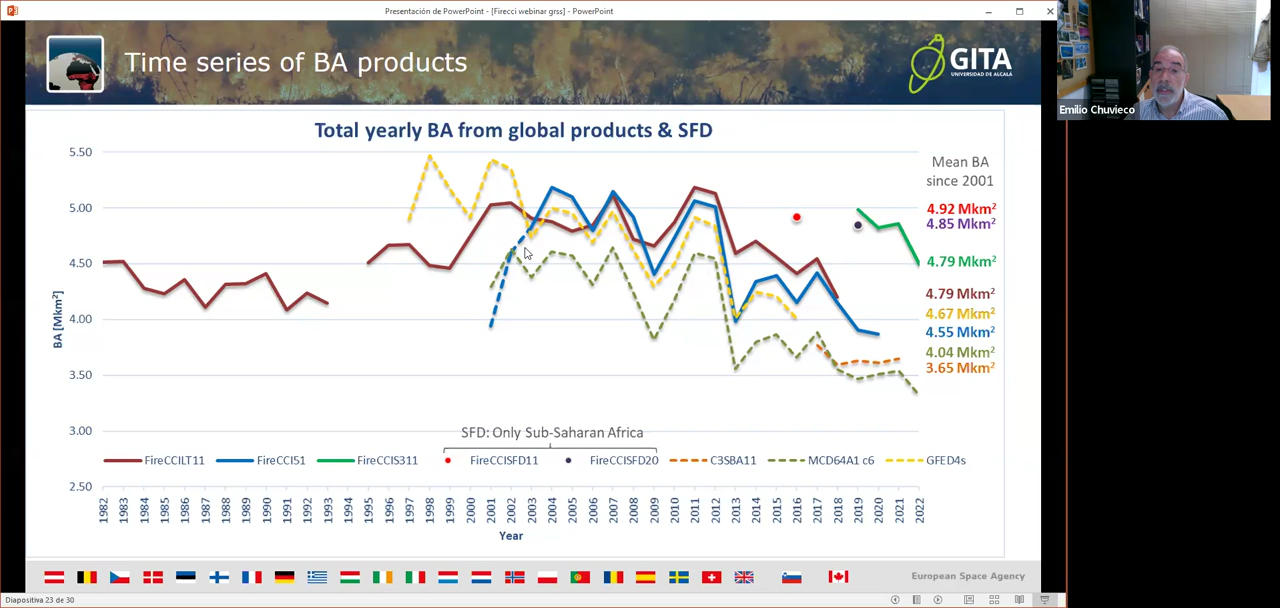 Presentación de PowerPoint - [Firecci webinar grss] - PowerPoint
Time series of BA products
GITA
UNIVERSIDAD DE ALCALÁ
Emilio Chuvieco
Total yearly BA from global products & SFD
5.50
5.00
4.50
4.00
3.50
3.00
2.50
BA [Mkm²]
Mean BA
since 2001
4.92 Mkm²
4.85 Mkm²
4.79 Mkm²
4.79 Mkm²
4.67 Mkm²
4.55 Mkm²
4.04 Mkm²
3.65 Mkm²
SFD: Only Sub-Saharan Africa
FireCCILT11 FireCCI51 FireCCIS311 FireCCISFD11 FireCCISFD20 C3SBA11 MCD64A1 c6 GFED4s
1982 1983 1984 1985 1986 1987 1988 1989 1990 1991 1992 1993 1994 1995 1996 1997 1998 1999 2000 2001 2002 2003 2004 2005 2006 2007 2008 2009 2010 2011 2012 2013 2014 2015 2016 2017 2018 2019 2020 2021 2022
Year
European Space Agency
Diapositiva 23 de 30